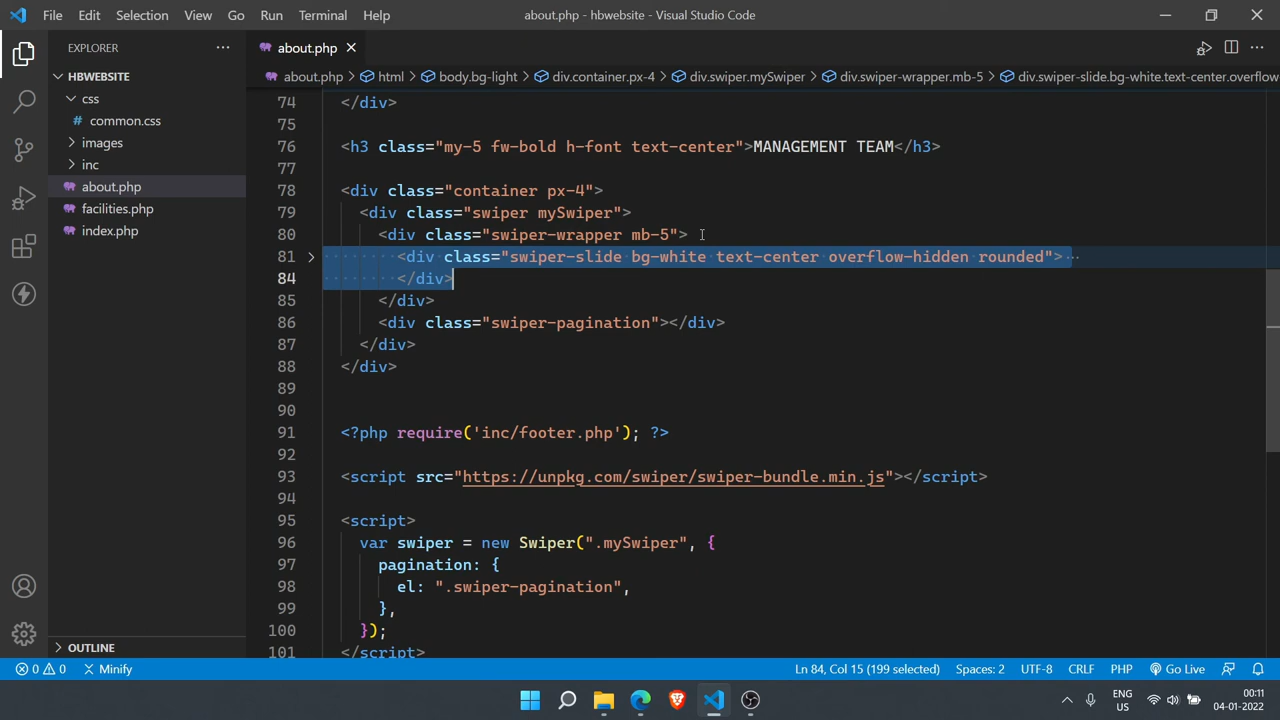 File Edit Selection View Go Run Terminal Help
about.php - hbwebsite - Visual Studio Code
EXPLORER
HBWEBSITE
css
common.css
images
inc
about.php
facilities.php
index.php
OUTLINE
about.php
about.php html body.bg-light div.container.px-4 div.swiper.mySwiper div.swiper-wrapper.mb-5 div.swiper-slide.bg-white.text-center.overflow-hidden
74 </div>
75
76 <h3 class="my-5 fw-bold h-font text-center">MANAGEMENT TEAM</h3>
77
78 <div class="container px-4">
79 <div class="swiper mySwiper">
80 <div class="swiper-wrapper mb-5">
81 <div class="swiper-slide bg-white text-center overflow-hidden rounded"> ...
84 </div>
85 </div>
86 <div class="swiper-pagination"></div>
87 </div>
88 </div>
89
90
91 <?php require('inc/footer.php'); ?>
92
93 <script src="https://unpkg.com/swiper/swiper-bundle.min.js"></script>
94
95 <script>
96 var swiper = new Swiper(".mySwiper", {
97 pagination: {
98 el: ".swiper-pagination",
99 },
100 });
101 </script>
0 0 Minify Ln 84, Col 15 (199 selected) Spaces: 2 UTF-8 CRLF PHP Go Live
ENG
US
00:11
04-01-2022